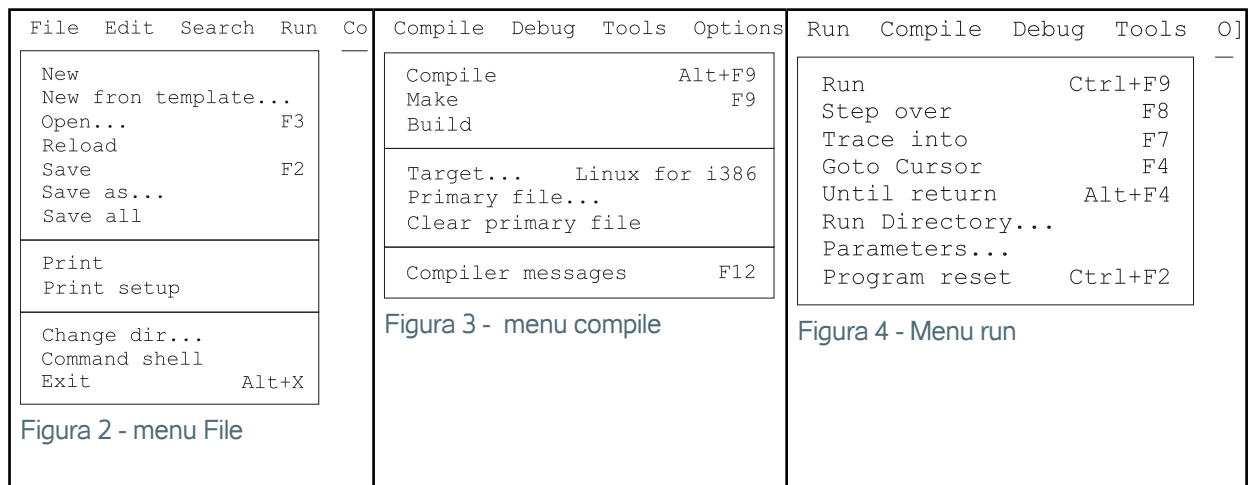 File Edit Search Run Co
New
New fron template...
Open... F3
Reload
Save F2
Save as...
Save all
Print
Print setup
Change dir...
Command shell
Exit Alt+X
Figura 2 - menu File
Compile Debug Tools Options
Compile Alt+F9
Make F9
Build
Target... Linux for i386
Primary file...
Clear primary file
Compiler messages F12
Figura 3 - menu compile
Run Compile Debug Tools O]
Run Ctrl+F9
Step over F8
Trace into F7
Goto Cursor F4
Until return Alt+F4
Run Directory...
Parameters...
Program reset Ctrl+F2
Figura 4 - Menu run